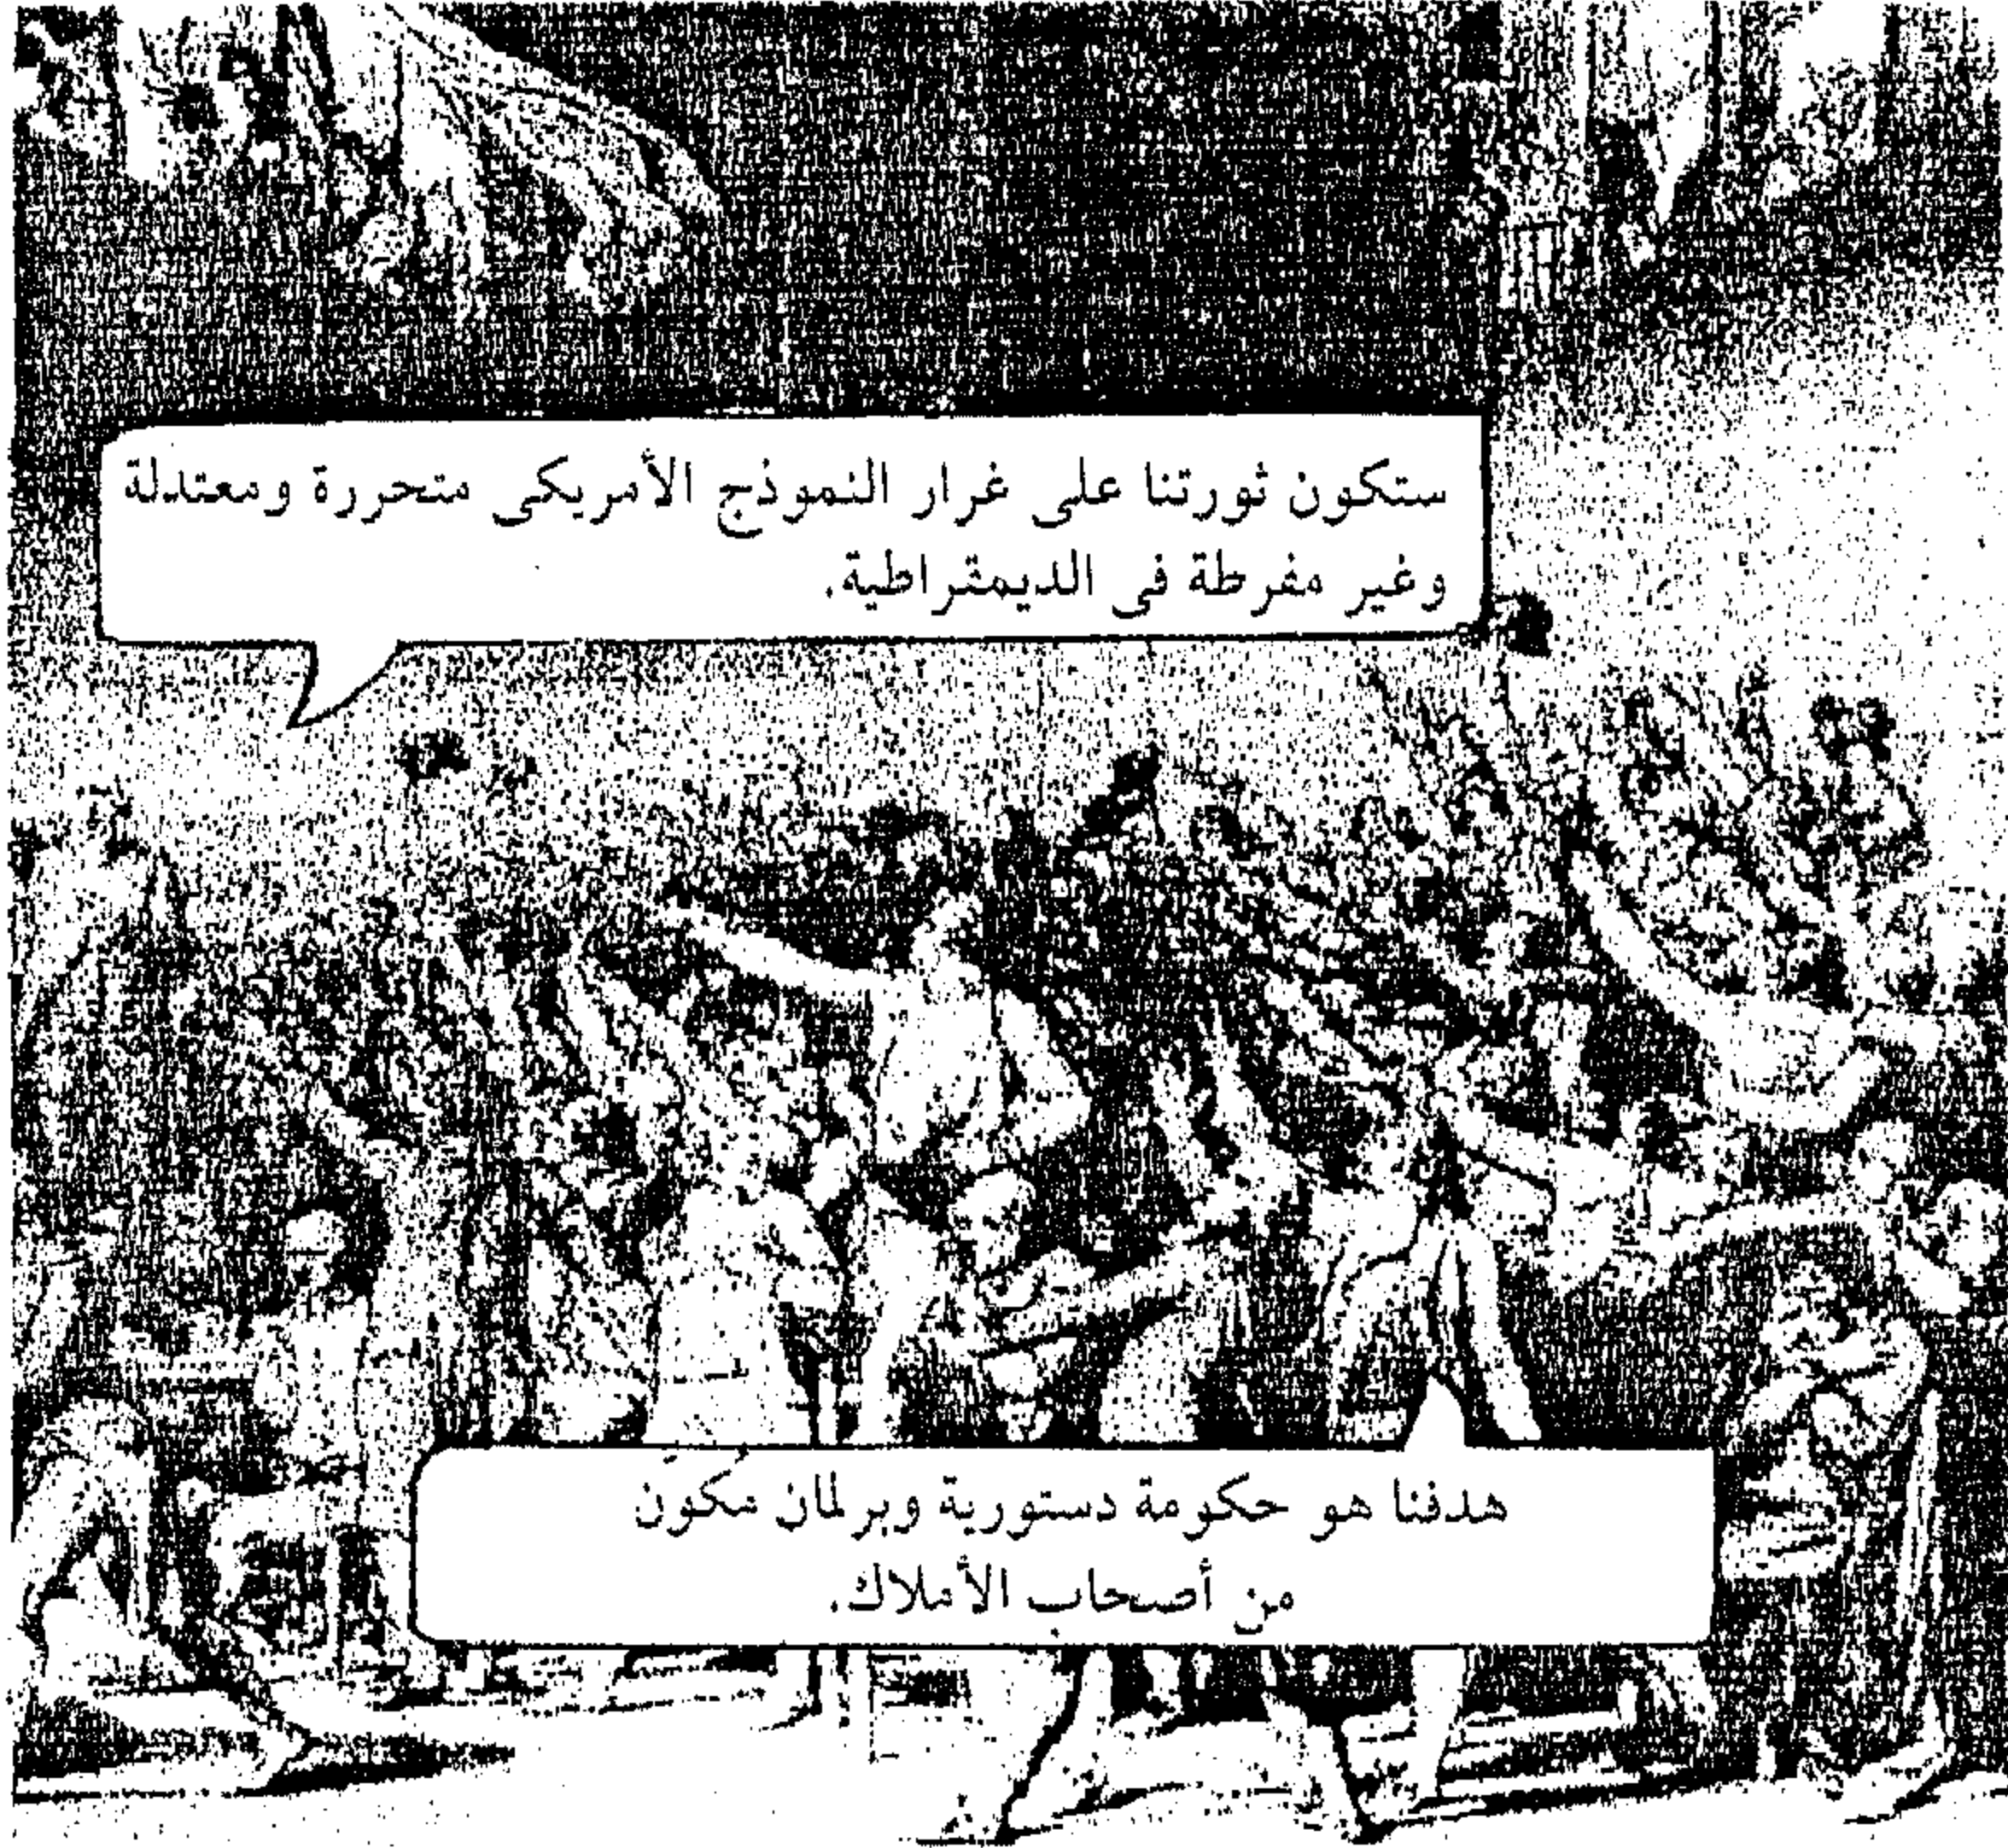 ستكون ثورتنا على غرار النموذج الأمريكى متحررة ومعتدلة
وغير مفرطة فى الديمقراطية.
هدفنا هو حكومة دستورية وبرلمان مُكوّن
من أصحاب الأملاك.